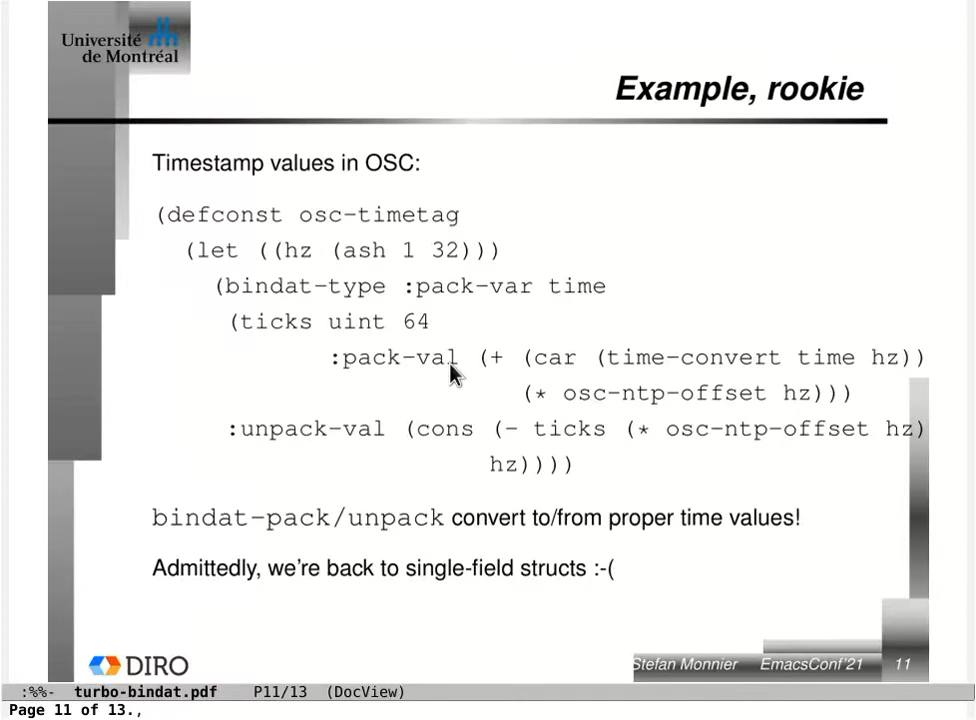 Université
de Montréal
Example, rookie
Timestamp values in OSC:
(defconst osc-timetag
(let ((hz (ash 1 32)))
(bindat-type :pack-var time
(ticks uint 64
:pack-val (+ (car (time-convert time hz))
(* osc-ntp-offset hz)))
:unpack-val (cons (- ticks (* osc-ntp-offset hz)
hz))))
bindat-pack/unpack convert to/from proper time values!
Admittedly, we're back to single-field structs :-(
DIRO
Stefan Monnier EmacsConf'21 11
:%%- turbo-bindat.pdf P11/13 (DocView)
Page 11 of 13.,